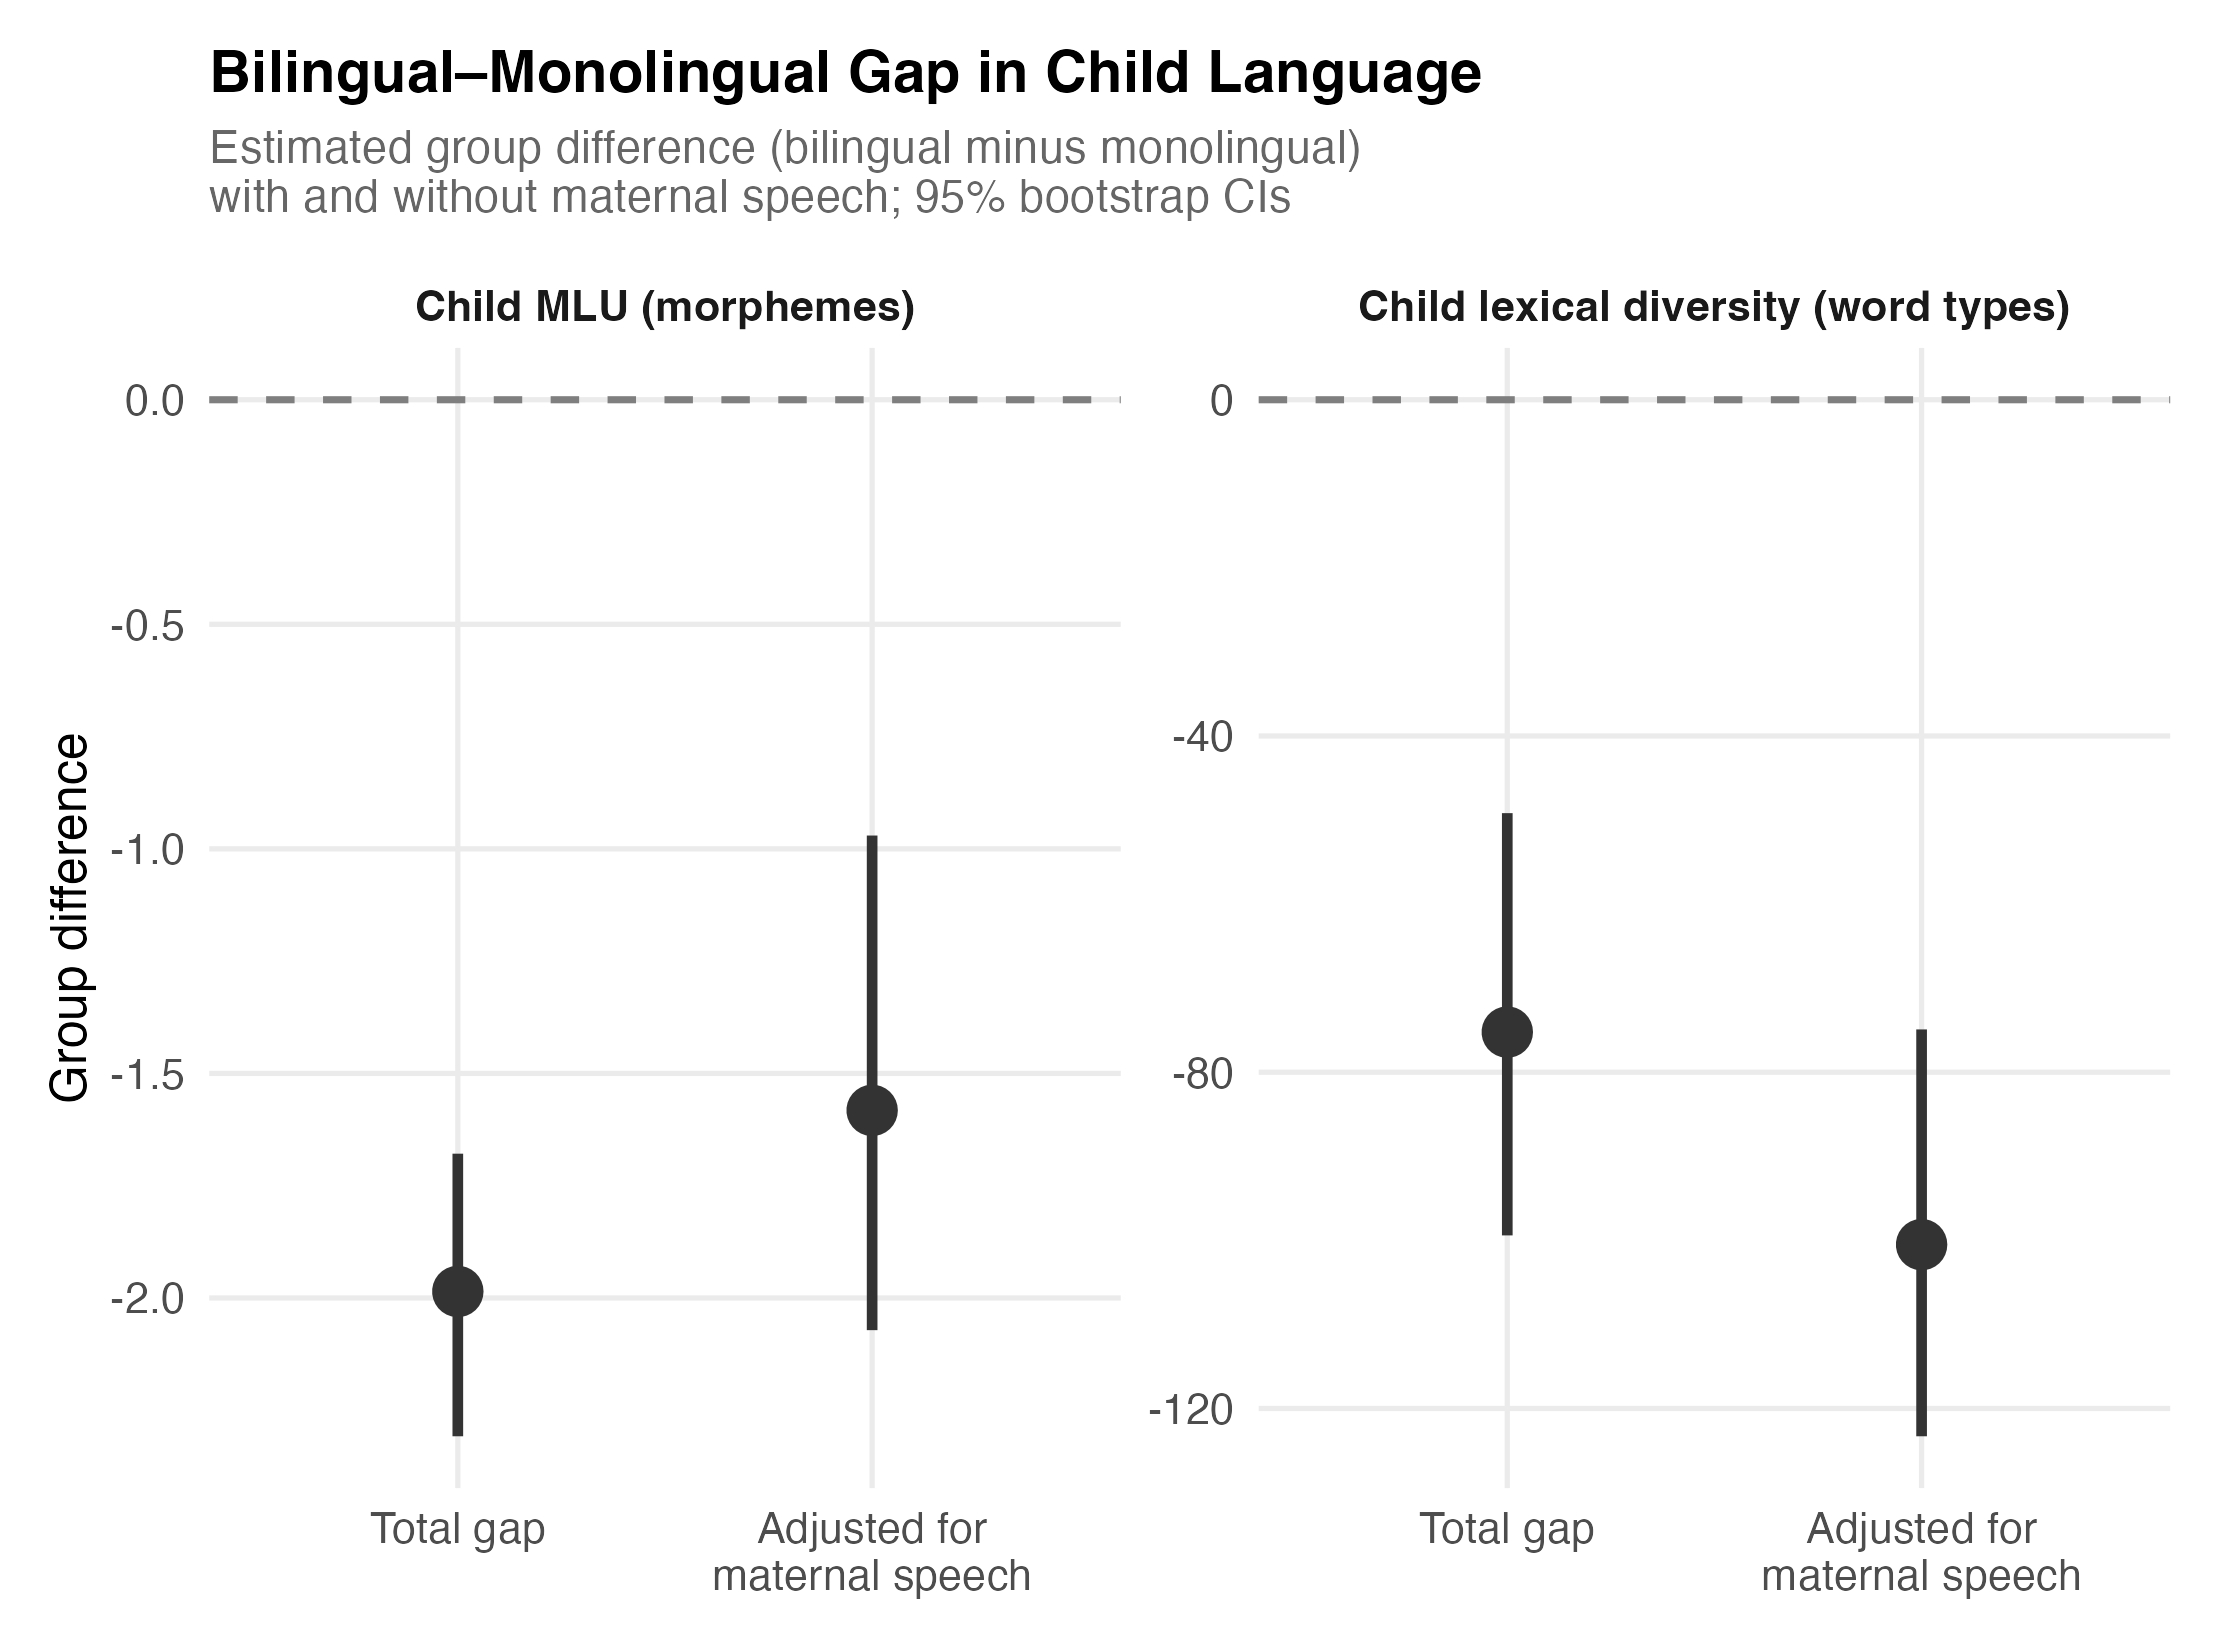 Bilingual–Monolingual Gap in Child Language
Estimated group difference (bilingual minus monolingual)
with and without maternal speech; 95% bootstrap CIs
Child MLU (morphemes)
Child lexical diversity (word types)
Group difference
0.0
-0.5
-1.0
-1.5
-2.0
0
-40
-80
-120
Total gap
Adjusted for
maternal speech
Total gap
Adjusted for
maternal speech